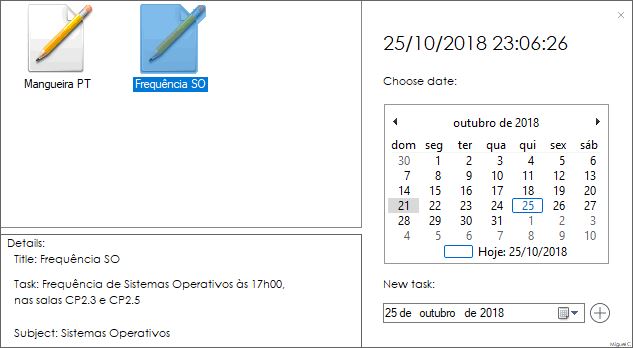 Mangueira PT
Frequência SO
Details:
Title: Frequência SO
Task: Frequência de Sistemas Operativos às 17h00,
nas salas CP2.3 e CP2.5
Subject: Sistemas Operativos
25/10/2018 23:06:26
Choose date:
outubro de 2018
dom seg ter qua qui sex sáb
30 1 2 3 4 5 6
7 8 9 10 11 12 13
14 15 16 17 18 19 20
21 22 23 24 25 26 27
28 29 30 31 1 2 3
4 5 6 7 8 9 10
Hoje: 25/10/2018
New task:
25 de outubro de 2018
Miguel C.